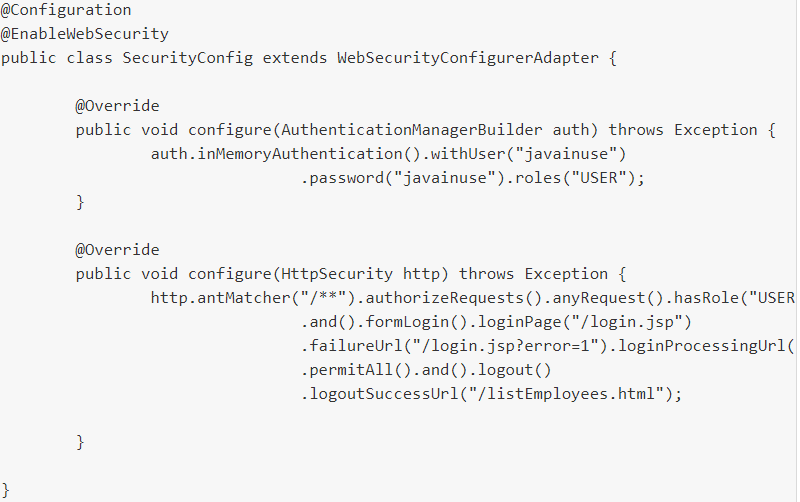 @Configuration
@EnableWebSecurity
public class SecurityConfig extends WebSecurityConfigurerAdapter {
@Override
public void configure(AuthenticationManagerBuilder auth) throws Exception {
auth.inMemoryAuthentication().withUser("javainuse")
.password("javainuse").roles("USER");
}
@Override
public void configure(HttpSecurity http) throws Exception {
http.antMatcher("/**").authorizeRequests().anyRequest().hasRole("USER
.and().formLogin().loginPage("/login.jsp")
.failureUrl("/login.jsp?error=1").loginProcessingUrl(
.permitAll().and().logout()
.logoutSuccessUrl("/listEmployees.html");
}
}